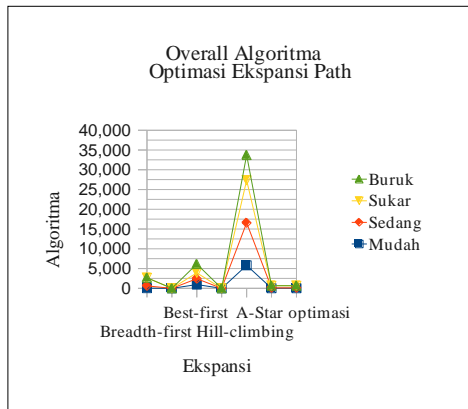 Overall Algoritma
Optimasi Ekspansi Path
40,000
35,000
30,000
25,000
20,000
15,000
10,000
5,000
0
Algoritma
Buruk
Sukar
Sedang
Mudah
Best-first A-Star optimasi
Breadth-first Hill-climbing
Ekspansi